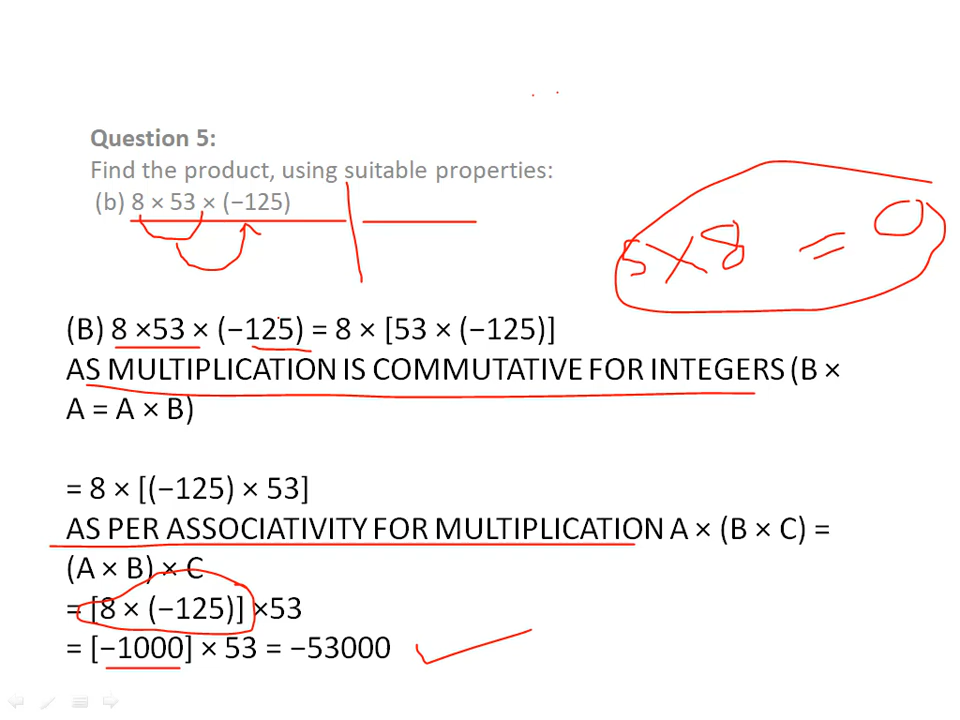 Question 5:
Find the product, using suitable properties:
(b) 8 × 53 × (−125)
5 × 8 = 0
(B) 8 ×53 × (−125) = 8 × [53 × (−125)]
AS MULTIPLICATION IS COMMUTATIVE FOR INTEGERS (B ×
A = A × B)
= 8 × [(−125) × 53]
AS PER ASSOCIATIVITY FOR MULTIPLICATION A × (B × C) =
(A × B) × C
= [8 × (−125)] ×53
= [−1000] × 53 = −53000